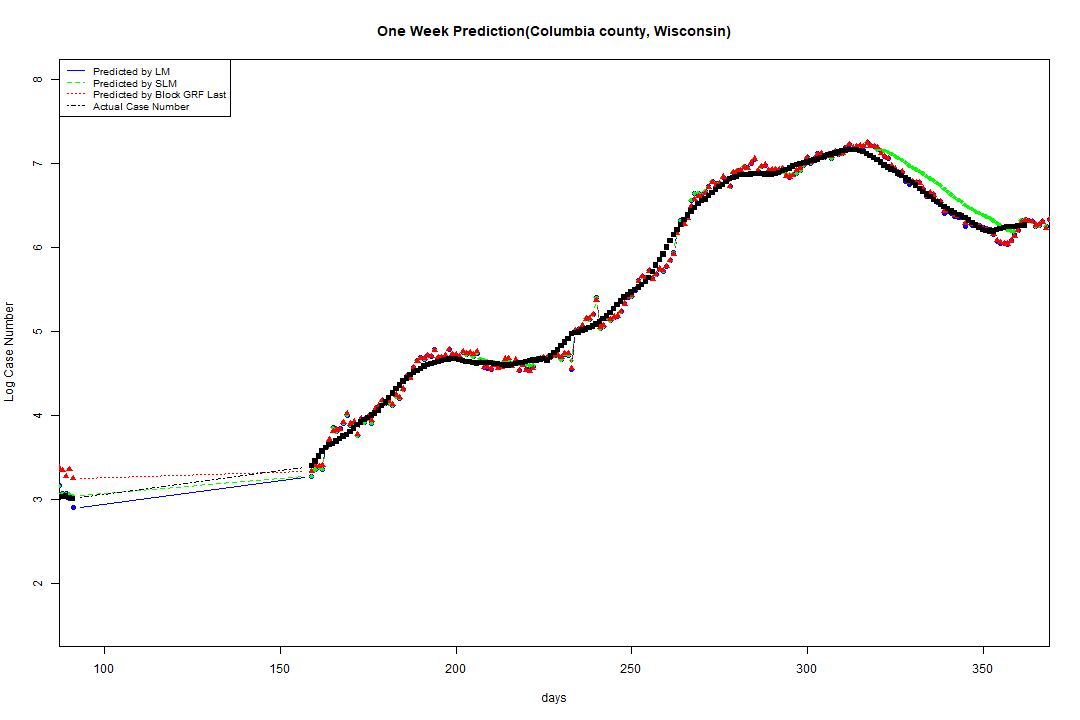 One Week Prediction(Columbia county, Wisconsin)
Predicted by LM
Predicted by SLM
Predicted by Block GRF Last
Actual Case Number
8
7
6
5
4
3
2
Log Case Number
100 150 200 250 300 350
days